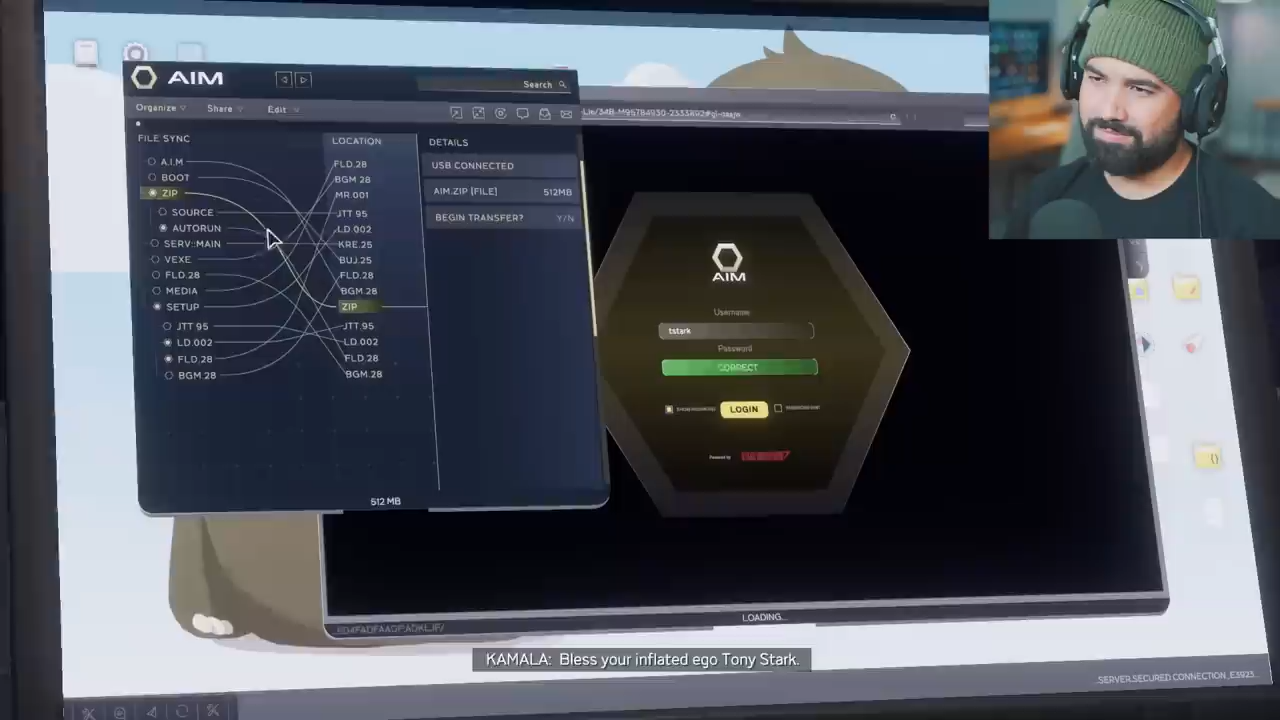 AIM
Search
Organize
Share
Edit
FILE SYNC
A.I.M
BOOT
ZIP
SOURCE
AUTORUN
SERV::MAIN
VEXE
FLD.28
MEDIA
SETUP
JTT 95
LD.002
FLD.28
BGM.28
LOCATION
FLD.28
BGM 28
MR.001
JTT 95
LD.002
KRE.25
BUJ.25
FLD.28
BGM.28
ZIP
JTT.95
LD.002
FLD.28
BGM.28
DETAILS
USB CONNECTED
AIM.ZIP [FILE] 512MB
BEGIN TRANSFER? Y/N
512 MB
AIM
Username
tstark
Password
CORRECT
LOGIN
Powered by
LOADING...
KAMALA: Bless your inflated ego Tony Stark.